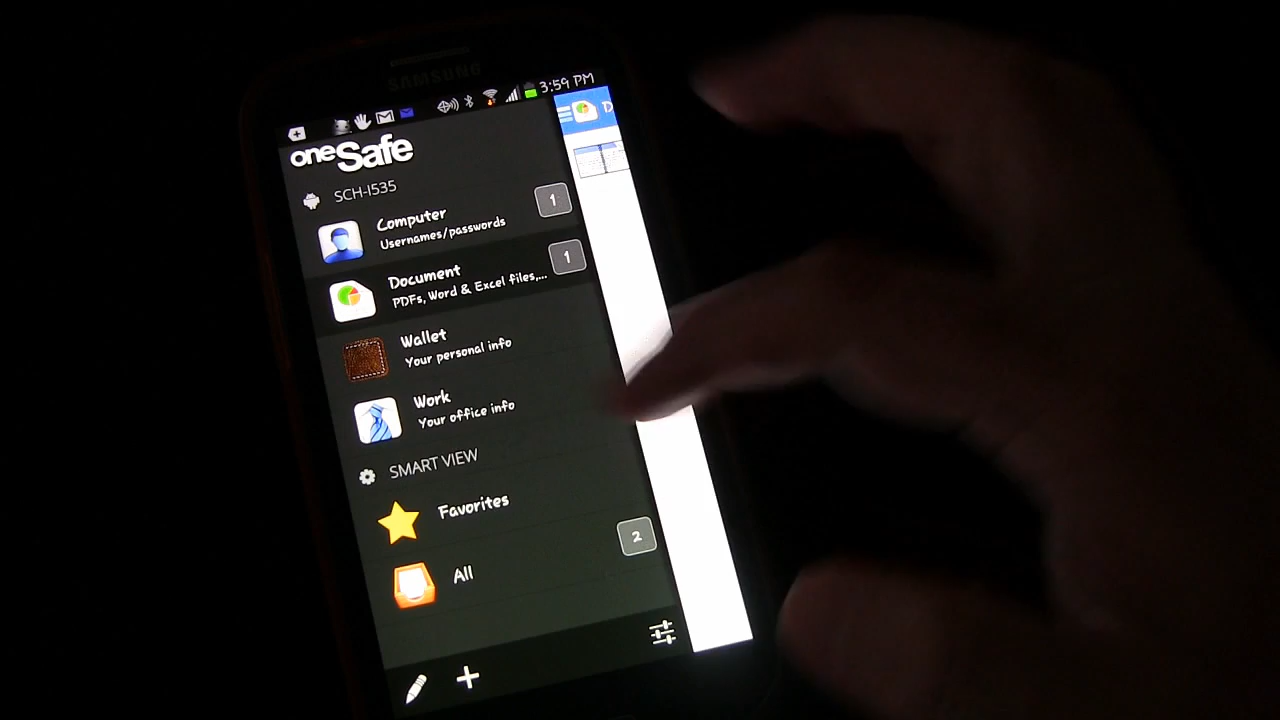 SAMSUNG
3:59 PM
oneSafe
SCH-I535
Computer
Usernames/passwords
1
Document
PDFs, Word & Excel files,...
1
Wallet
Your personal info
Work
Your office info
SMART VIEW
Favorites
All
2
D